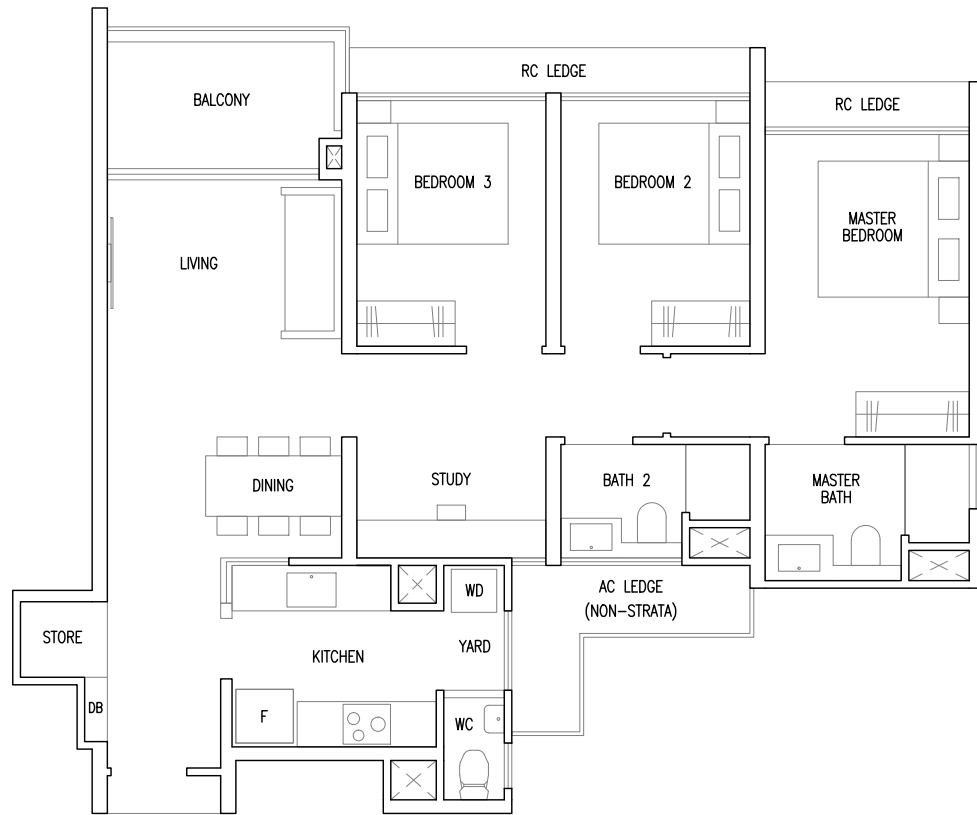 RC LEDGE
BALCONY
RC LEDGE
BEDROOM 3
BEDROOM 2
MASTER
BEDROOM
LIVING
DINING
STUDY
BATH 2
MASTER
BATH
WD
AC LEDGE
(NON-STRATA)
STORE
KITCHEN
YARD
DB
F
WC